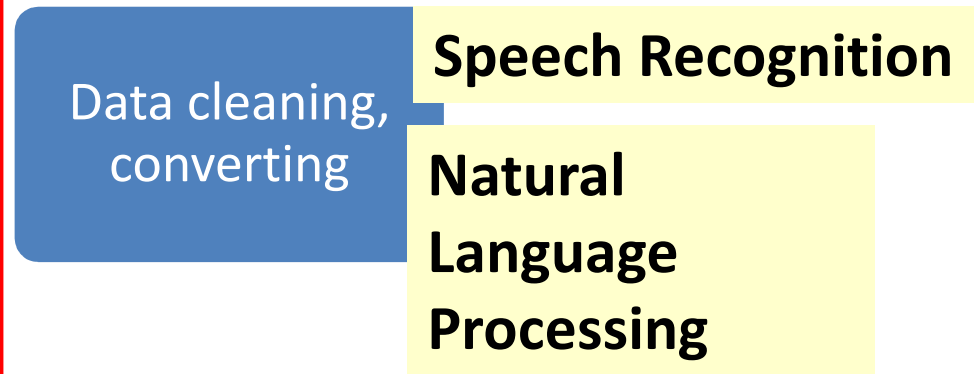 Data cleaning,
converting
Speech Recognition
Natural
Language
Processing